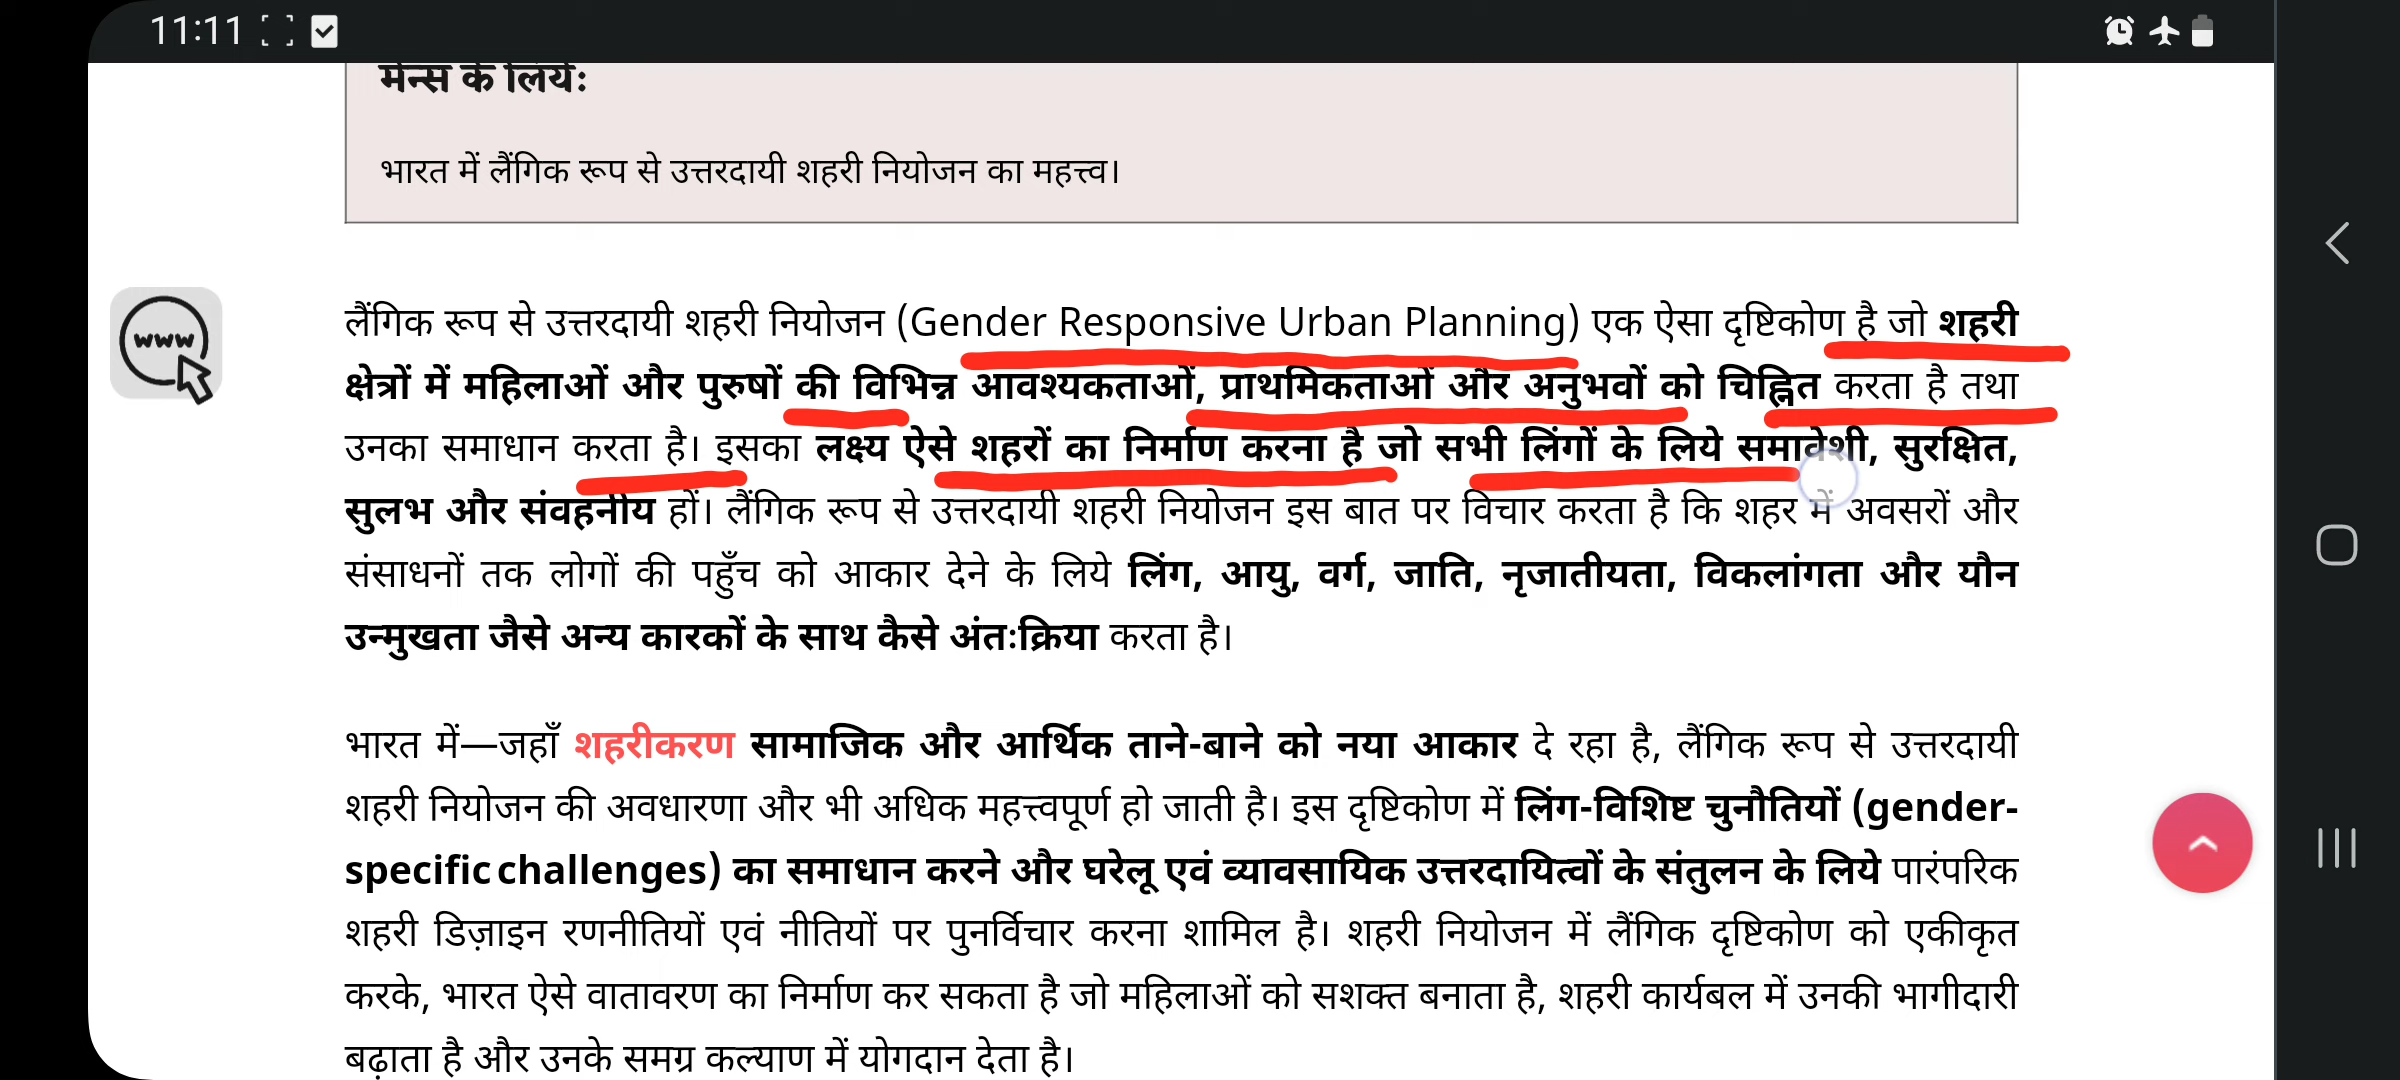 11:11
मेन्स के लिये:
भारत में लैंगिक रूप से उत्तरदायी शहरी नियोजन का महत्त्व।
www
लैंगिक रूप से उत्तरदायी शहरी नियोजन (Gender Responsive Urban Planning) एक ऐसा दृष्टिकोण है जो शहरी
क्षेत्रों में महिलाओं और पुरुषों की विभिन्न आवश्यकताओं, प्राथमिकताओं और अनुभवों को चिह्नित करता है तथा
उनका समाधान करता है। इसका लक्ष्य ऐसे शहरों का निर्माण करना है जो सभी लिंगों के लिये समावेशी, सुरक्षित,
सुलभ और संवहनीय हों। लैंगिक रूप से उत्तरदायी शहरी नियोजन इस बात पर विचार करता है कि शहर में अवसरों और
संसाधनों तक लोगों की पहुँच को आकार देने के लिये लिंग, आयु, वर्ग, जाति, नृजातीयता, विकलांगता और यौन
उन्मुखता जैसे अन्य कारकों के साथ कैसे अंतःक्रिया करता है।
भारत में—जहाँ शहरीकरण सामाजिक और आर्थिक ताने-बाने को नया आकार दे रहा है, लैंगिक रूप से उत्तरदायी
शहरी नियोजन की अवधारणा और भी अधिक महत्त्वपूर्ण हो जाती है। इस दृष्टिकोण में लिंग-विशिष्ट चुनौतियों (gender-
specific challenges) का समाधान करने और घरेलू एवं व्यावसायिक उत्तरदायित्वों के संतुलन के लिये पारंपरिक
शहरी डिज़ाइन रणनीतियों एवं नीतियों पर पुनर्विचार करना शामिल है। शहरी नियोजन में लैंगिक दृष्टिकोण को एकीकृत
करके, भारत ऐसे वातावरण का निर्माण कर सकता है जो महिलाओं को सशक्त बनाता है, शहरी कार्यबल में उनकी भागीदारी
बढ़ाता है और उनके समग्र कल्याण में योगदान देता है।